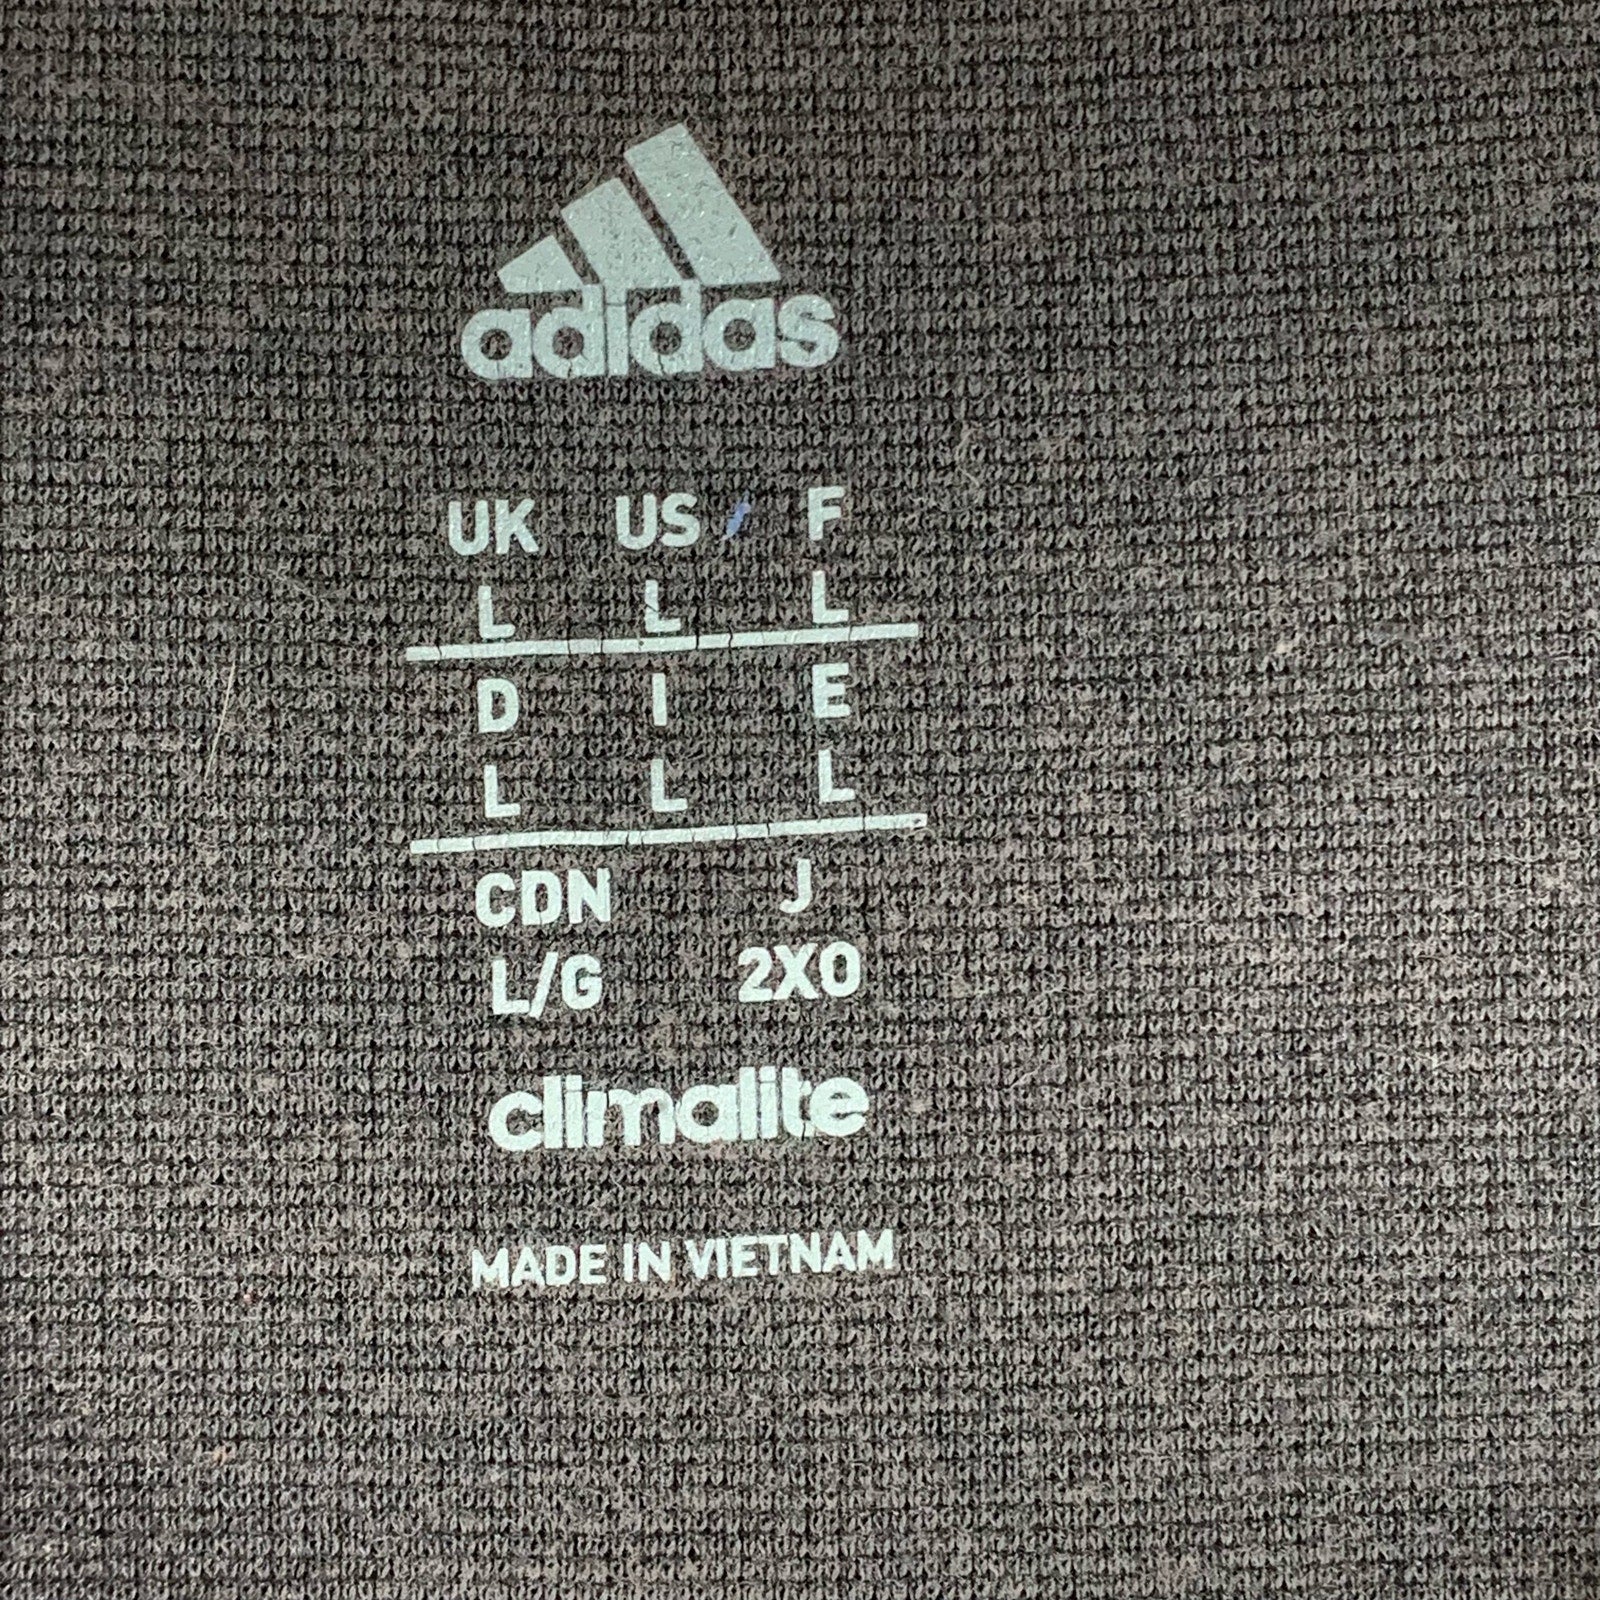 adidas
UK US F
L L L
D I E
L L L
CDN J
L/G 2XO
climalite
MADE IN VIETNAM